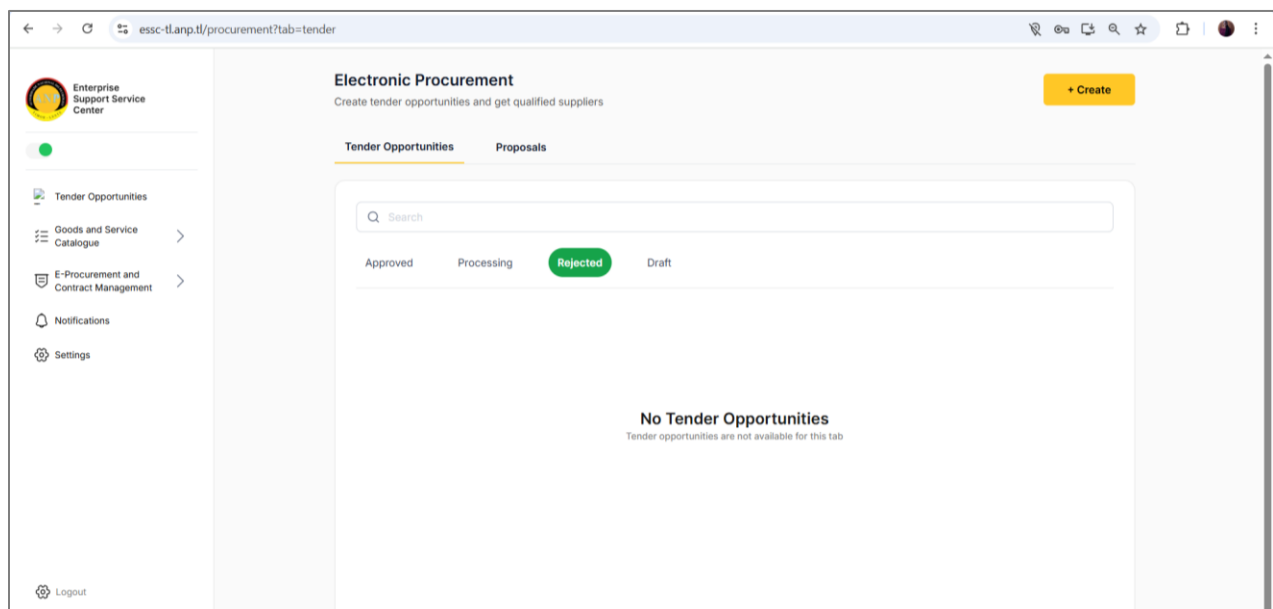 essc-tl.anp.tl/procurement?tab=tender
Enterprise
Support Service
Center
Tender Opportunities
Goods and Service
Catalogue
E-Procurement and
Contract Management
Notifications
Settings
Logout
Electronic Procurement
Create tender opportunities and get qualified suppliers
+ Create
Tender Opportunities
Proposals
Search
Approved
Processing
Rejected
Draft
No Tender Opportunities
Tender opportunities are not available for this tab